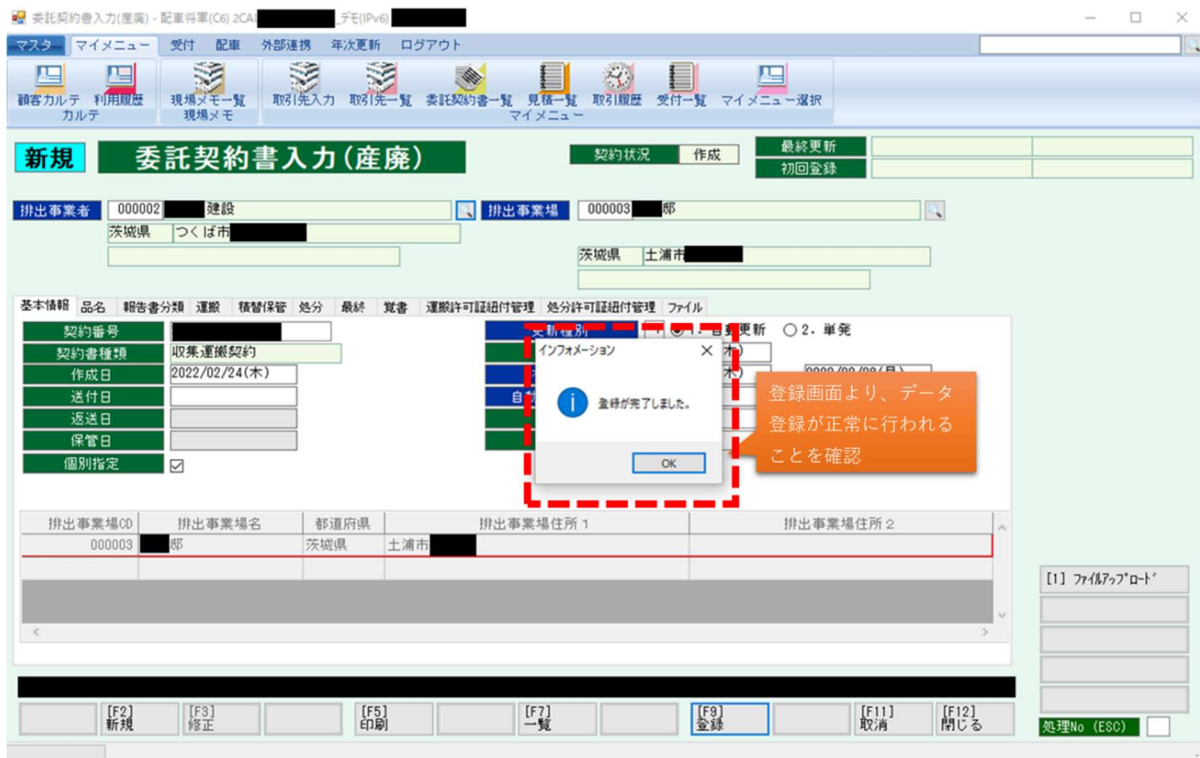 委託契約書入力(産廃) - 配車将軍(C6) 2CAL _デモ(IPv6)
マスタ マイメニュー 受付 配車 外部連携 年次更新 ログアウト
顧客カルテ 利用履歴 現場メモ一覧 取引先入力 取引先一覧 委託契約書一覧 見積一覧 取引履歴 受付一覧 マイメニュー選択
カルテ 現場メモ マイメニュー
新規 委託契約書入力(産廃) 契約状況 作成 最終更新
初回登録
排出事業者 000002 建設 排出事業場 000003 邸
茨城県 つくば市
茨城県 土浦市
基本情報 品名 報告書分類 運搬 積替保管 処分 最終 覚書 運搬許可証紐付管理 処分許可証紐付管理 ファイル
契約番号 更新種別 1. 自動更新 2. 単発
契約書種類 収集運搬契約 インフォメーション 木)
作成日 2022/02/24(木) 木)
送付日 自
返送日 登録が完了しました。
保管日
個別指定 OK
登録画面より、データ
登録が正常に行われる
ことを確認
排出事業場CD 排出事業場名 都道府県 排出事業場住所1 排出事業場住所2
000003 邸 茨城県 土浦市
[1] ファイルアップロード
[F2] [F3] [F5] [F7] [F9] [F11] [F12]
新規 修正 印刷 一覧 登録 取消 閉じる
処理No (ESC)